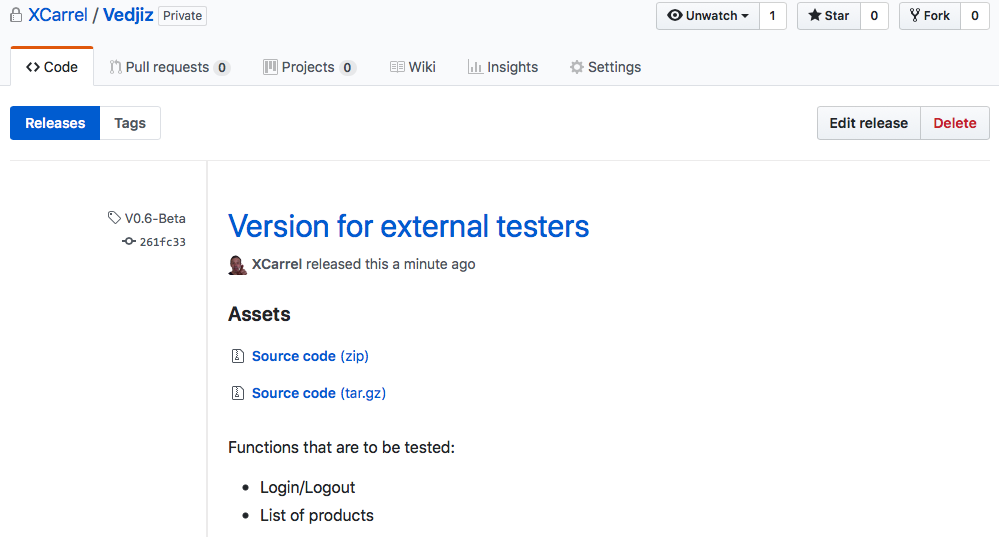 XCarrel / Vedjiz Private Unwatch 1 Star 0 Fork 0
Code Pull requests 0 Projects 0 Wiki Insights Settings
Releases Tags Edit release Delete
V0.6-Beta
261fc33
Version for external testers
XCarrel released this a minute ago
Assets
Source code (zip)
Source code (tar.gz)
Functions that are to be tested:
• Login/Logout
• List of products